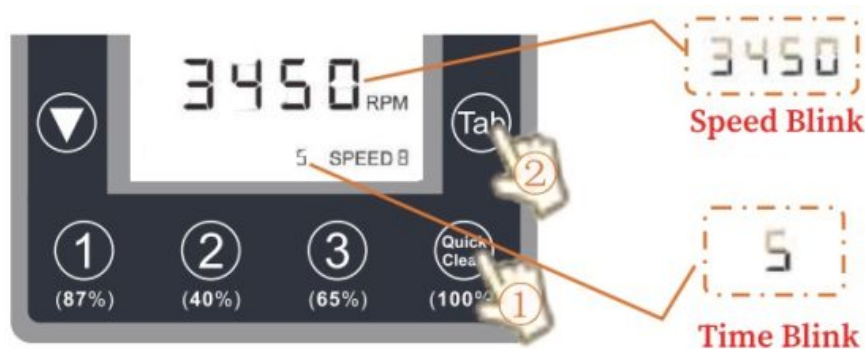 3450 RPM
3450
Speed Blink
Tab
5 SPEED 8
②
5
1 2 3 Quick
Clea
(87%) (40%) (65%) (100%
①
Time Blink